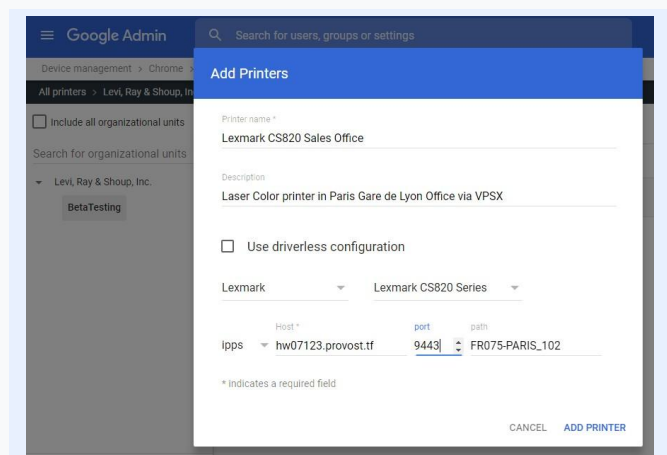 Google Admin
Search for users, groups or settings
Device management > Chrome >
All printers > Levi, Ray & Shoup, In
Include all organizational units
Search for organizational units
Levi, Ray & Shoup, Inc.
BetaTesting
Add Printers
Printer name *
Lexmark CS820 Sales Office
Description
Laser Color printer in Paris Gare de Lyon Office via VPSX
Use driverless configuration
Lexmark Lexmark CS820 Series
Host * port path
ipps hw07123.provost.tf 9443 FR075-PARIS_102
* Indicates a required field
CANCEL ADD PRINTER